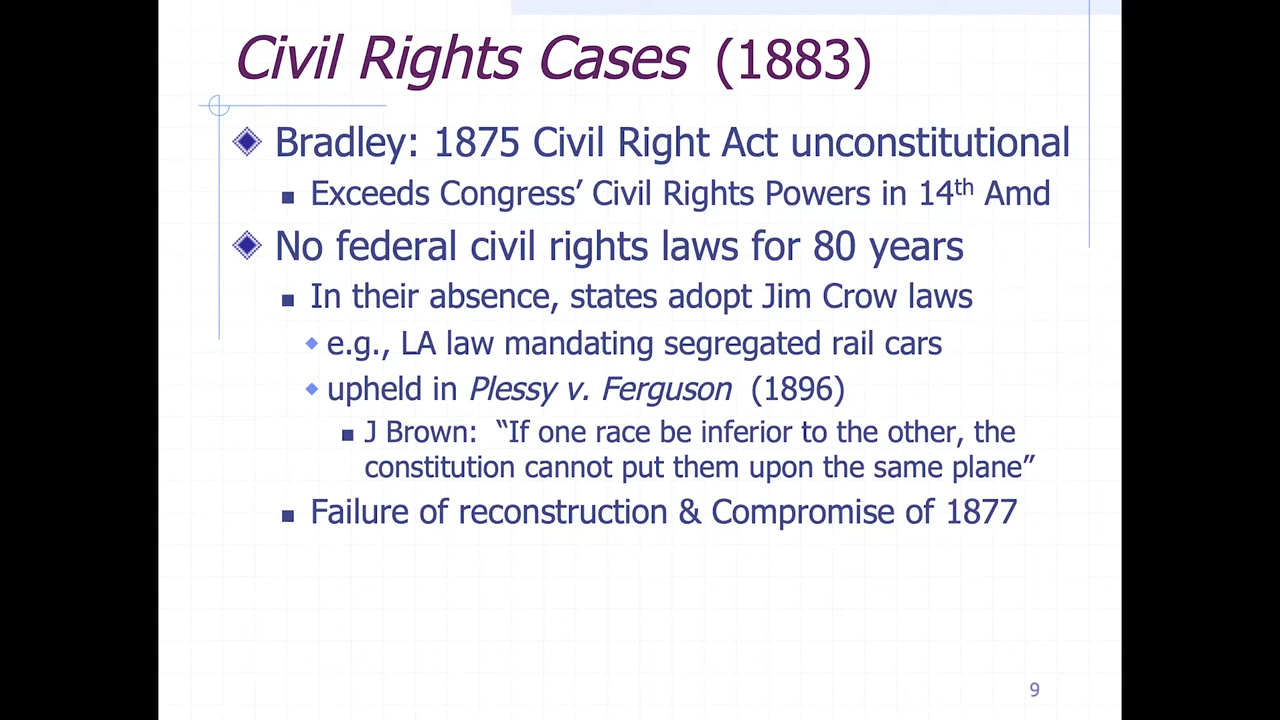 Civil Rights Cases (1883)
Bradley: 1875 Civil Right Act unconstitutional
Exceeds Congress’ Civil Rights Powers in 14th Amd
No federal civil rights laws for 80 years
In their absence, states adopt Jim Crow laws
e.g., LA law mandating segregated rail cars
upheld in Plessy v. Ferguson (1896)
J Brown: “If one race be inferior to the other, the
constitution cannot put them upon the same plane”
Failure of reconstruction & Compromise of 1877
9